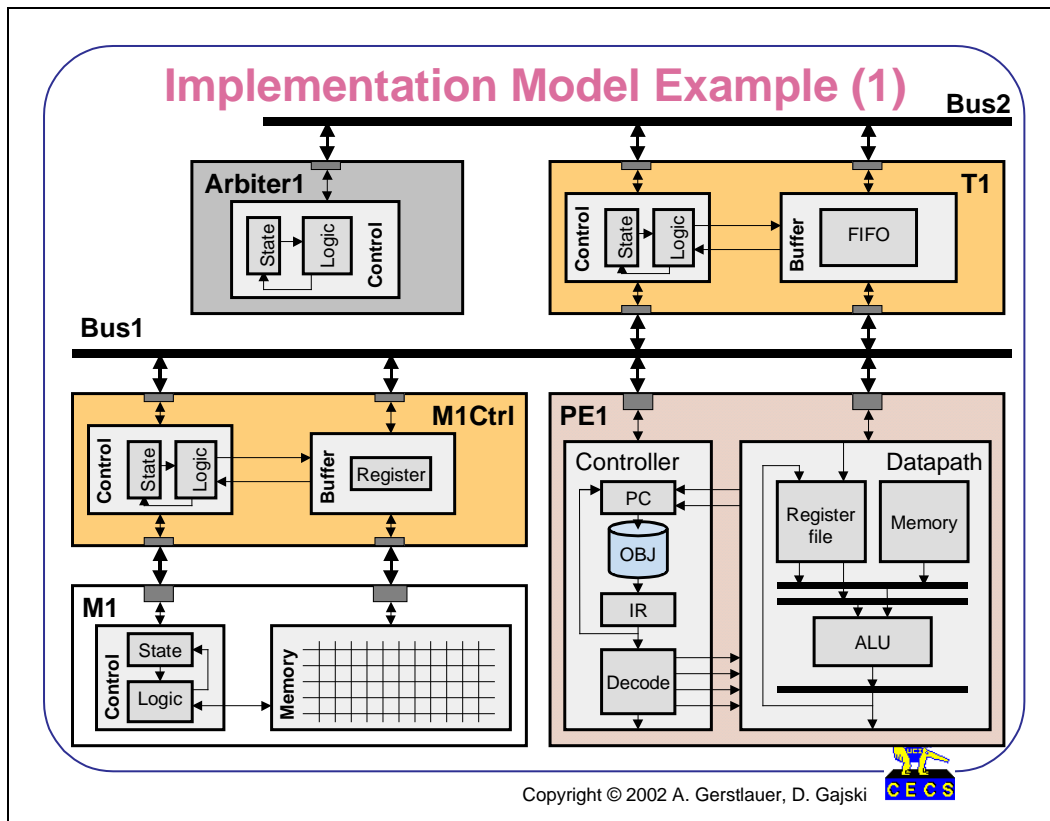 Implementation Model Example (1)
Bus2
Arbiter1
State
Logic
Control
T1
Control
State
Logic
Buffer
FIFO
Bus1
M1Ctrl
Control
State
Logic
Buffer
Register
PE1
Controller
PC
OBJ
IR
Decode
Datapath
Register
file
Memory
ALU
M1
Control
State
Logic
Memory
Copyright © 2002 A. Gerstlauer, D. Gajski
CECS